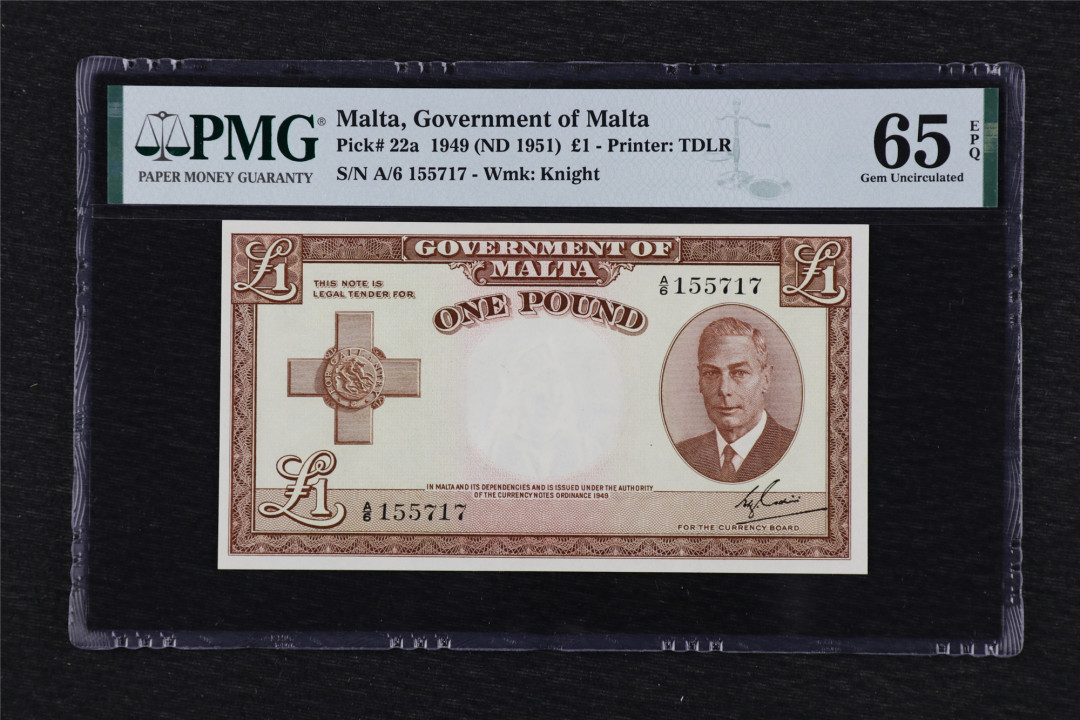 PMG®
PAPER MONEY GUARANTY
Malta, Government of Malta
Pick# 22a 1949 (ND 1951) £1 - Printer: TDLR
S/N A/6 155717 - Wmk: Knight
65
EPQ
Gem Uncirculated
£1
GOVERNMENT OF
MALTA
£1
THIS NOTE IS
LEGAL TENDER FOR
ONE POUND
A/6 155717
£1
IN MALTA AND ITS DEPENDENCIES AND IS ISSUED UNDER THE AUTHORITY
OF THE CURRENCY NOTES ORDINANCE 1949
A/6 155717
FOR THE CURRENCY BOARD